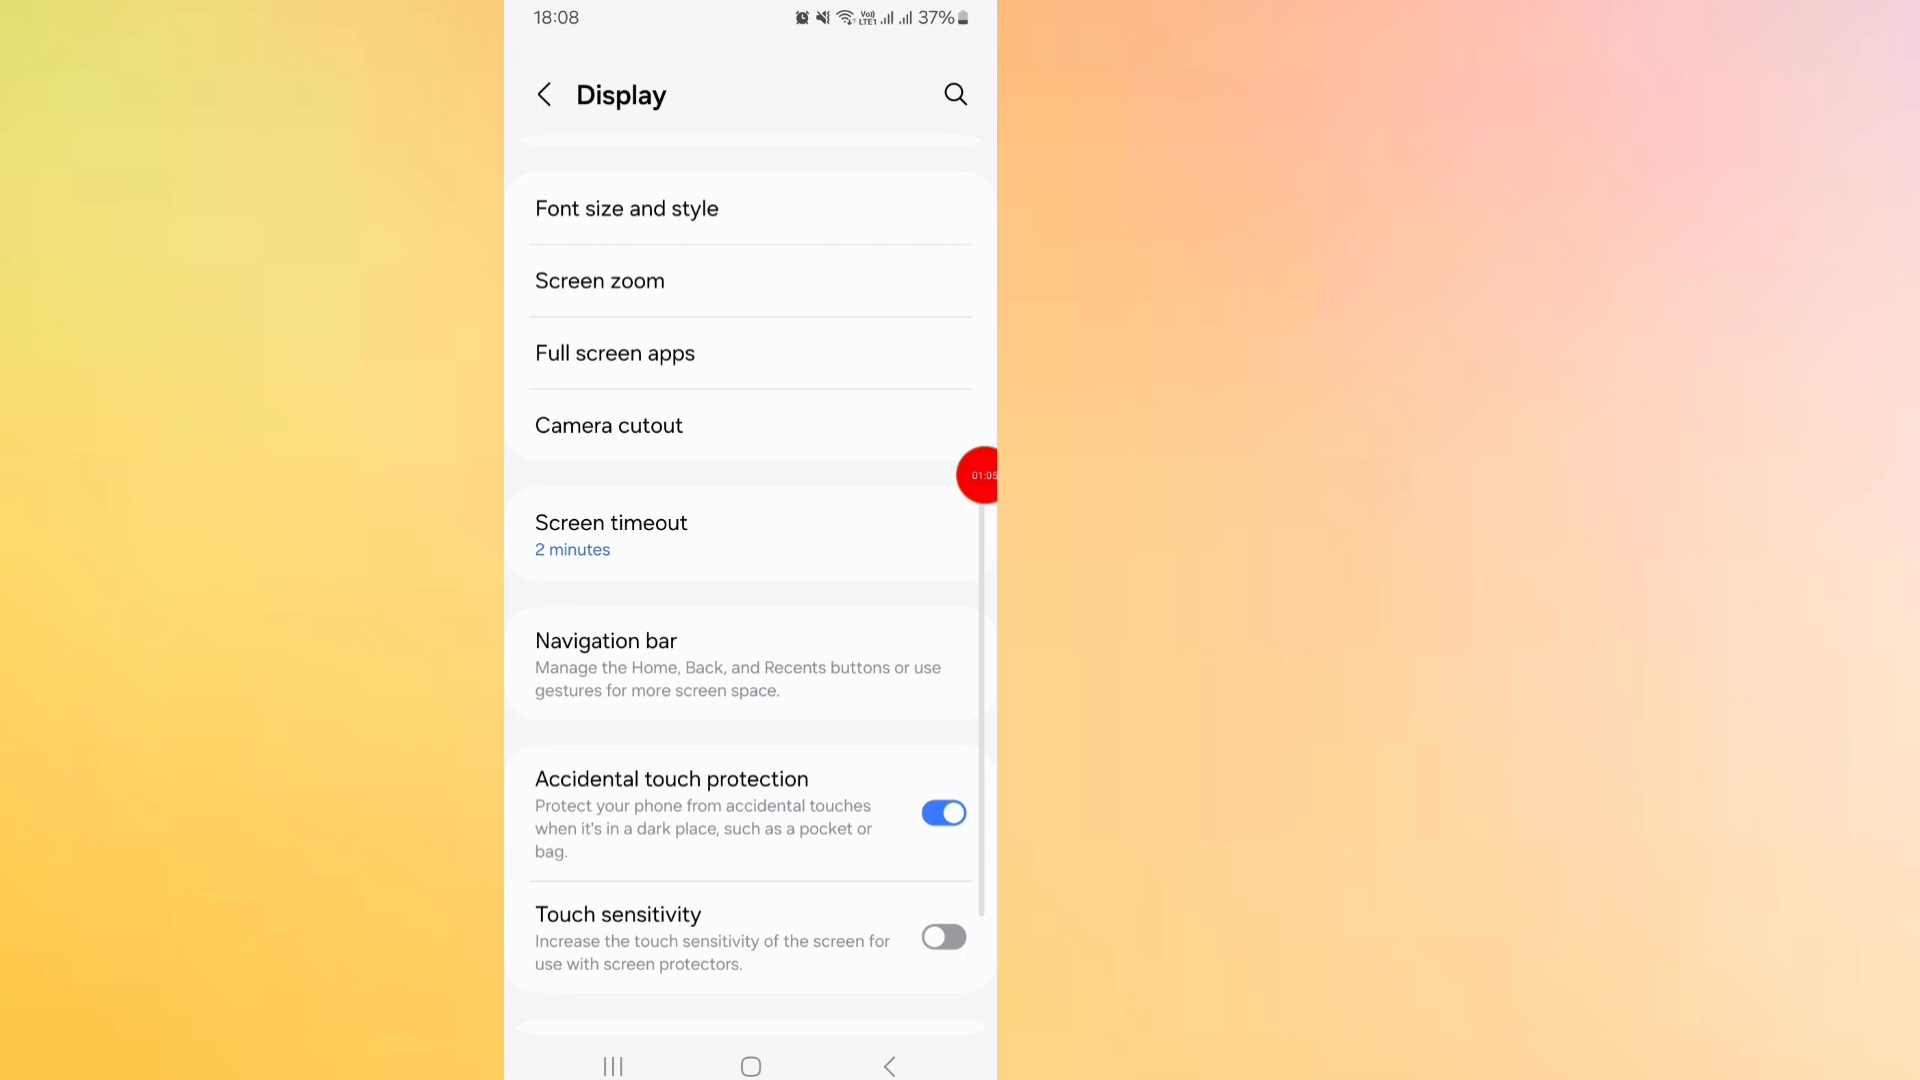 18:08
37%
Display
Font size and style
Screen zoom
Full screen apps
Camera cutout
01:05
Screen timeout
2 minutes
Navigation bar
Manage the Home, Back, and Recents buttons or use
gestures for more screen space.
Accidental touch protection
Protect your phone from accidental touches
when it's in a dark place, such as a pocket or
bag.
Touch sensitivity
Increase the touch sensitivity of the screen for
use with screen protectors.